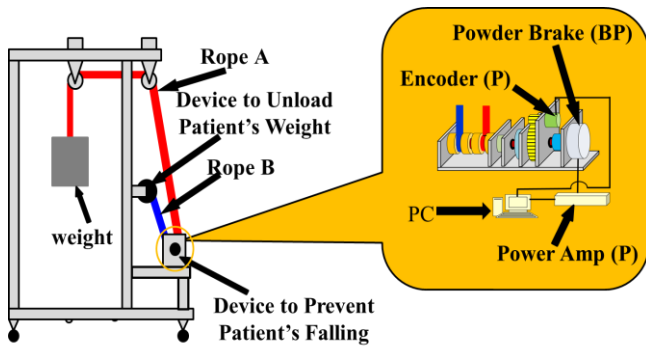 Rope A
Device to Unload
Patient's Weight
Rope B
weight
Device to Prevent
Patient's Falling
Powder Brake (BP)
Encoder (P)
PC
Power Amp (P)